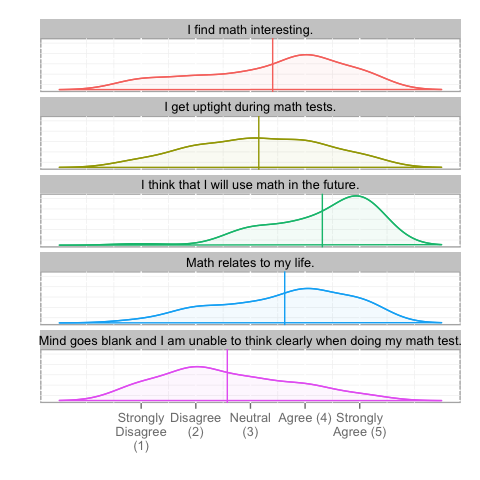 I find math interesting.
I get uptight during math tests.
I think that I will use math in the future.
Math relates to my life.
Mind goes blank and I am unable to think clearly when doing my math test.
Strongly Disagree Neutral Agree (4) Strongly
Disagree (2) (3) Agree (5)
(1)